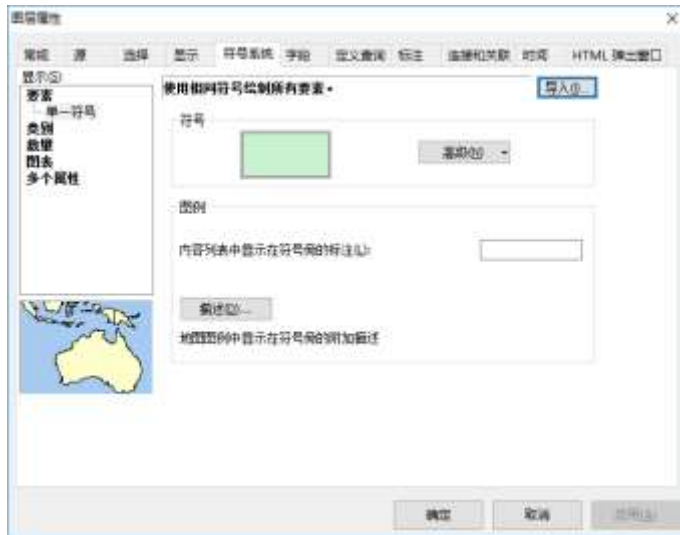 图层属性
常规 源 选择 显示 符号系统 字段 定义查询 标注 连接和关联 时间 HTML 弹出窗口
显示(S)
要素
单一符号
类别
数量
图表
多个属性
使用相同符号绘制所有要素。
导入(I)...
符号
高级(N)
图例
内容列表中显示在符号旁的标注(L):
描述(D)...
地图图例中显示在符号旁的附加描述
确定 取消 应用(A)